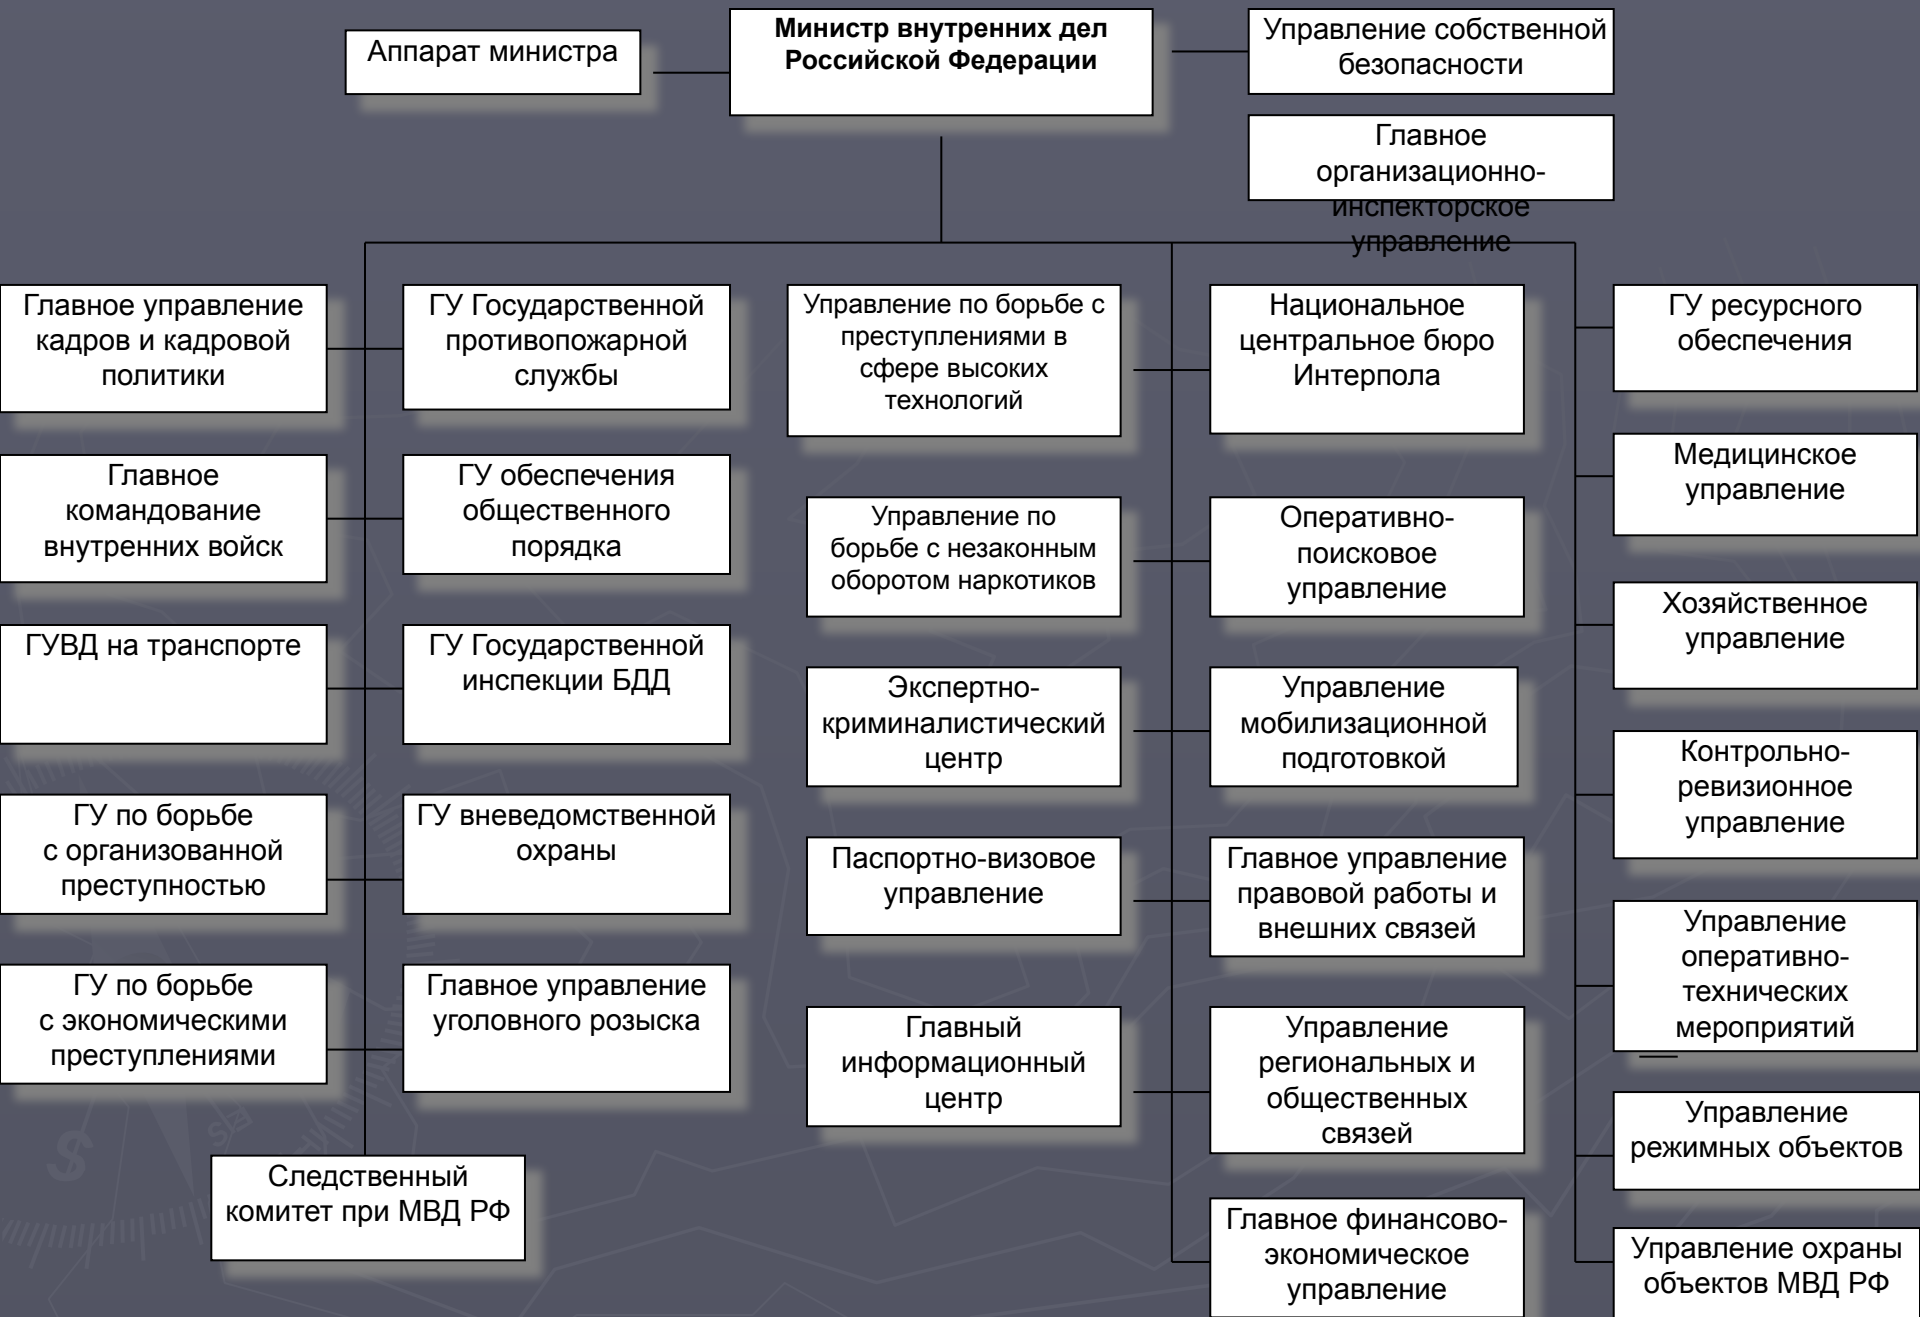 Аппарат министра
Министр внутренних дел
Российской Федерации
Управление собственной
безопасности
Главное
организационно-
инспекторское
управление
Главное управление
кадров и кадровой
политики
ГУ Государственной
противопожарной
службы
Управление по борьбе с
преступлениями в
сфере высоких
технологий
Национальное
центральное бюро
Интерпола
ГУ ресурсного
обеспечения
Главное
командование
внутренних войск
ГУ обеспечения
общественного
порядка
Управление по
борьбе с незаконным
оборотом наркотиков
Оперативно-
поисковое
управление
Медицинское
управление
ГУВД на транспорте
ГУ Государственной
инспекции БДД
Экспертно-
криминалистический
центр
Управление
мобилизационной
подготовкой
Хозяйственное
управление
ГУ по борьбе
с организованной
преступностью
ГУ вневедомственной
охраны
Паспортно-визовое
управление
Главное управление
правовой работы и
внешних связей
Контрольно-
ревизионное
управление
ГУ по борьбе
с экономическими
преступлениями
Главное управление
уголовного розыска
Главный
информационный
центр
Управление
региональных и
общественных
связей
Управление
оперативно-
технических
мероприятий
Следственный
комитет при МВД РФ
Главное финансово-
экономическое
управление
Управление
режимных объектов
Управление охраны
объектов МВД РФ
S
SE